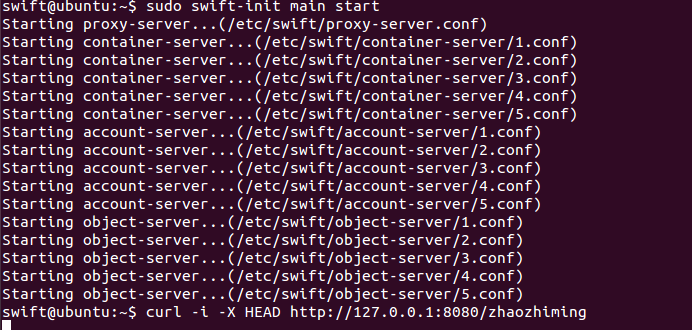 swift@ubuntu:~$ sudo swift-init main start
Starting proxy-server...(/etc/swift/proxy-server.conf)
Starting container-server...(/etc/swift/container-server/1.conf)
Starting container-server...(/etc/swift/container-server/2.conf)
Starting container-server...(/etc/swift/container-server/3.conf)
Starting container-server...(/etc/swift/container-server/4.conf)
Starting container-server...(/etc/swift/container-server/5.conf)
Starting account-server...(/etc/swift/account-server/1.conf)
Starting account-server...(/etc/swift/account-server/2.conf)
Starting account-server...(/etc/swift/account-server/3.conf)
Starting account-server...(/etc/swift/account-server/4.conf)
Starting account-server...(/etc/swift/account-server/5.conf)
Starting object-server...(/etc/swift/object-server/1.conf)
Starting object-server...(/etc/swift/object-server/2.conf)
Starting object-server...(/etc/swift/object-server/3.conf)
Starting object-server...(/etc/swift/object-server/4.conf)
Starting object-server...(/etc/swift/object-server/5.conf)
swift@ubuntu:~$ curl -i -X HEAD http://127.0.0.1:8080/zhaozhiming